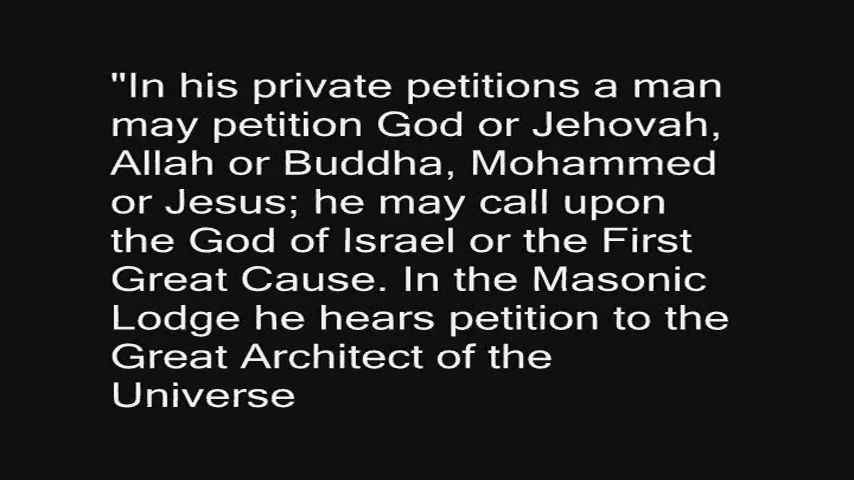 "In his private petitions a man
may petition God or Jehovah,
Allah or Buddha, Mohammed
or Jesus; he may call upon
the God of Israel or the First
Great Cause. In the Masonic
Lodge he hears petition to the
Great Architect of the
Universe